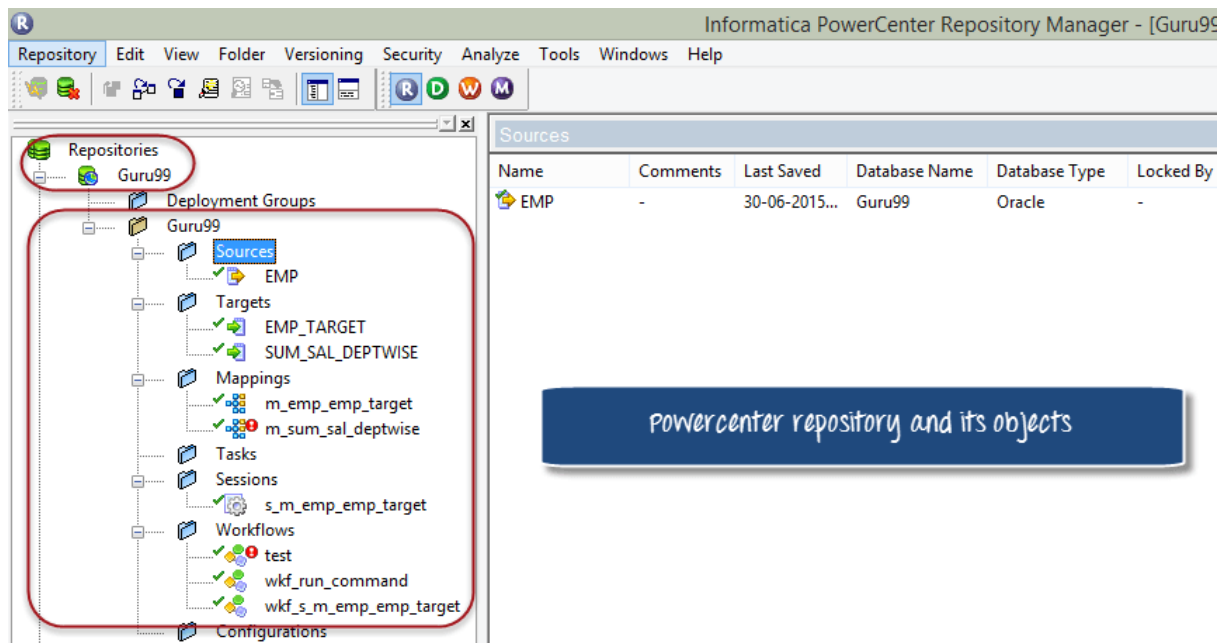 R
Informatica PowerCenter Repository Manager - [Guru99
Repository Edit View Folder Versioning Security Analyze Tools Windows Help
R D W M
Repositories
Guru99
Deployment Groups
Guru99
Sources
EMP
Targets
EMP_TARGET
SUM_SAL_DEPTWISE
Mappings
m_emp_emp_target
m_sum_sal_deptwise
Tasks
Sessions
s_m_emp_emp_target
Workflows
test
wkf_run_command
wkf_s_m_emp_emp_target
Configurations
Sources
Name Comments Last Saved Database Name Database Type Locked By
EMP - 30-06-2015... Guru99 Oracle -
Powercenter repository and its objects